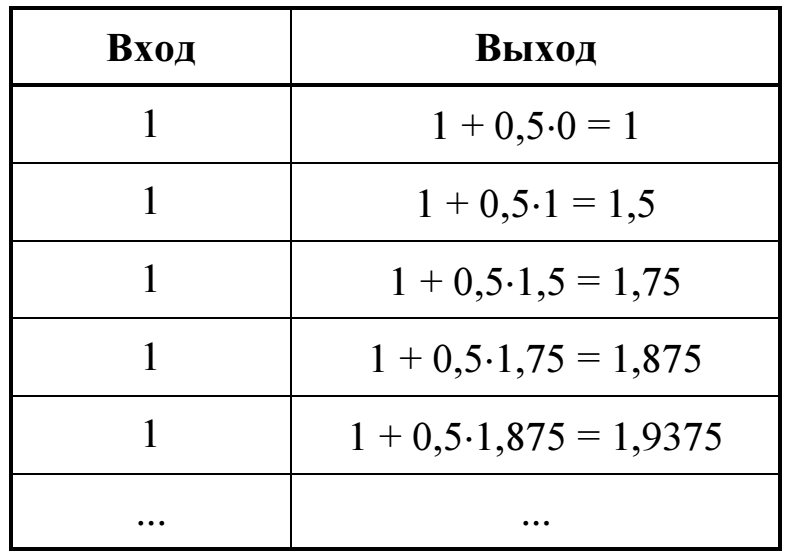 Вход Выход
1 1 + 0,5·0 = 1
1 1 + 0,5·1 = 1,5
1 1 + 0,5·1,5 = 1,75
1 1 + 0,5·1,75 = 1,875
1 1 + 0,5·1,875 = 1,9375
... ...